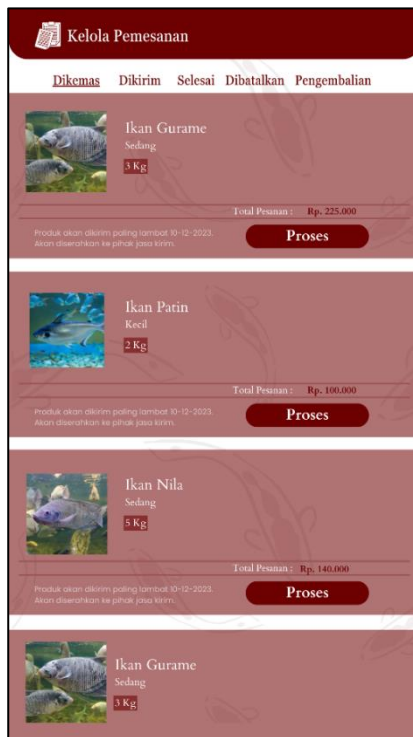 Kelola Pemesanan
Dikemas Dikirim Selesai Dibatalkan Pengembalian
Ikan Gurame
Sedang
3 Kg
Total Pesanan : Rp. 225.000
Produk akan dikirim paling lambat 10-12-2023.
Akan diserahkan ke pihak jasa kirim.
Proses
Ikan Patin
Kecil
2 Kg
Total Pesanan : Rp. 100.000
Produk akan dikirim paling lambat 10-12-2023.
Akan diserahkan ke pihak jasa kirim.
Proses
Ikan Nila
Sedang
5 Kg
Total Pesanan : Rp. 140.000
Produk akan dikirim paling lambat 10-12-2023.
Akan diserahkan ke pihak jasa kirim.
Proses
Ikan Gurame
Sedang
3 Kg